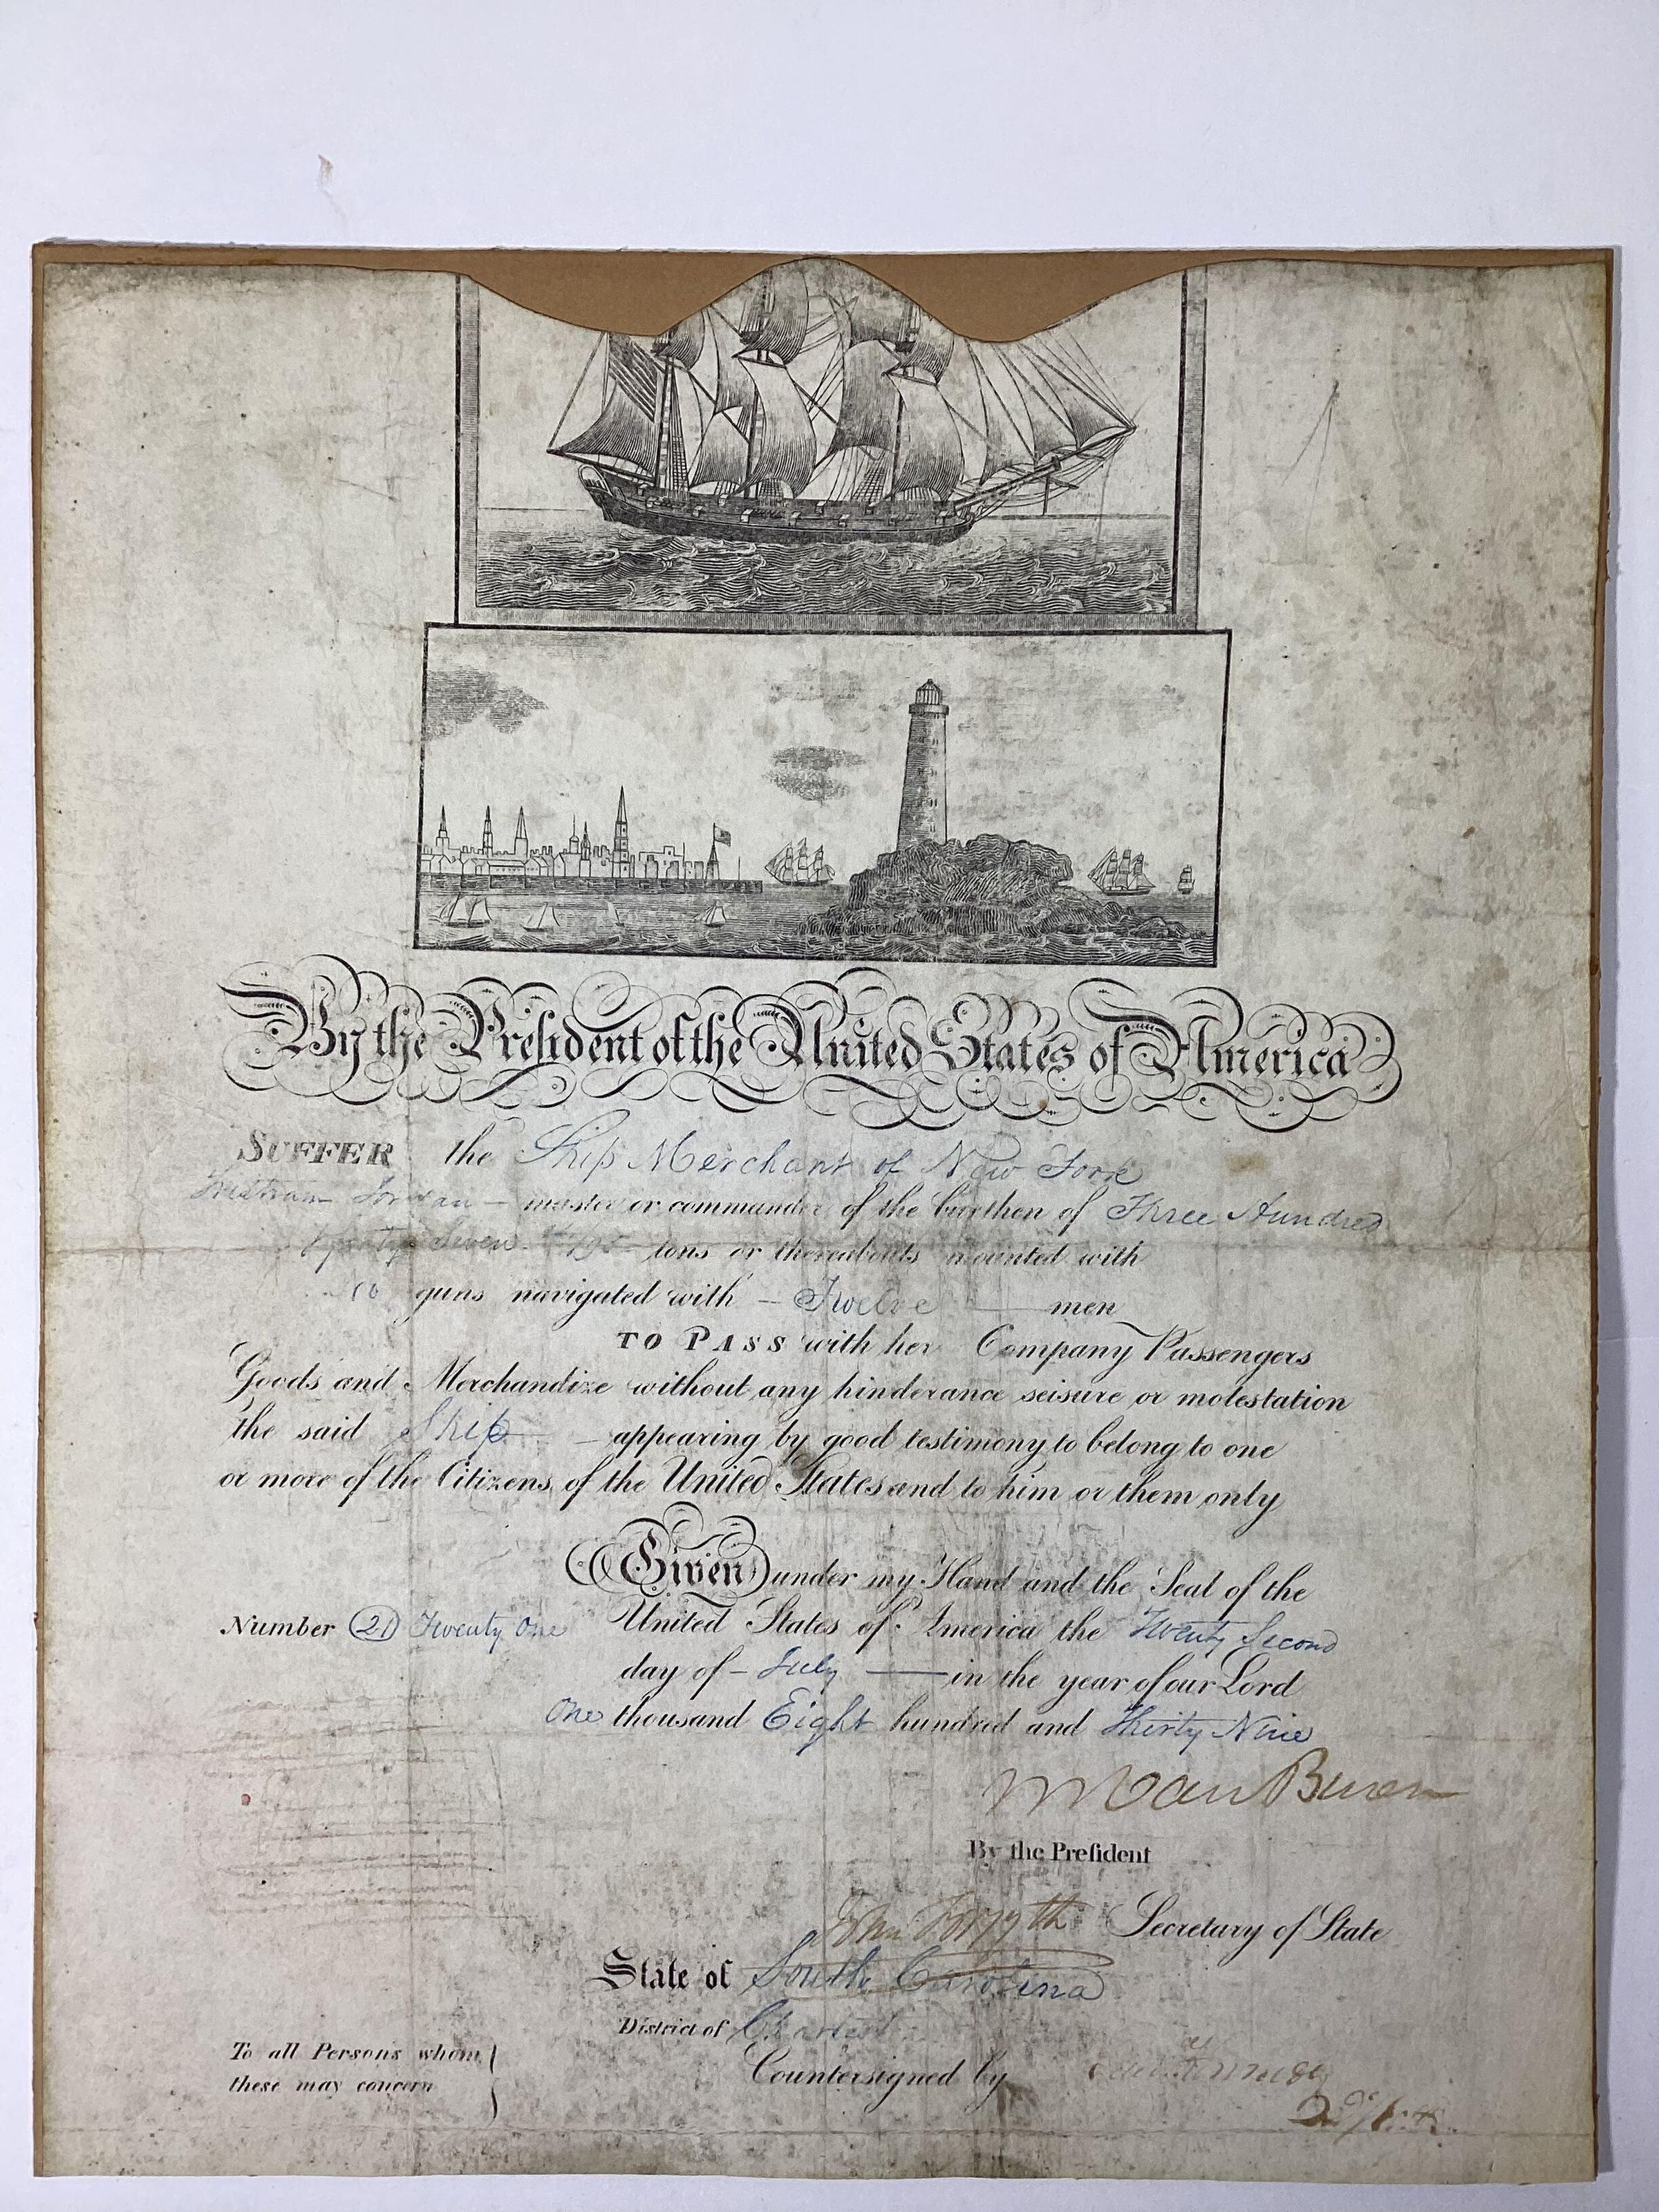 By the President of the United States of America
SUFFER the Ship Merchant of New York
Tristram Jordan — master or commander of the burthen of Three Hundred
Seven tons or thereabouts mounted with
no guns navigated with — Twelve — men
TO PASS with her Company Passengers
Goods and Merchandize without any hinderance seisure or molestation
the said Ship — appearing by good testimony to belong to one
or more of the Citizens of the United States and to him or them only
Given under my Hand and the Seal of the
Number 21 Twenty One United States of America the Twenty Second
day of — July — in the year of our Lord
One thousand Eight hundred and Thirty Nine
M Van Buren
By the Preſident
John Forsyth Secretary of State
State of South Carolina
District of Charleston
To all Persons whom
these may concern
Countersigned by